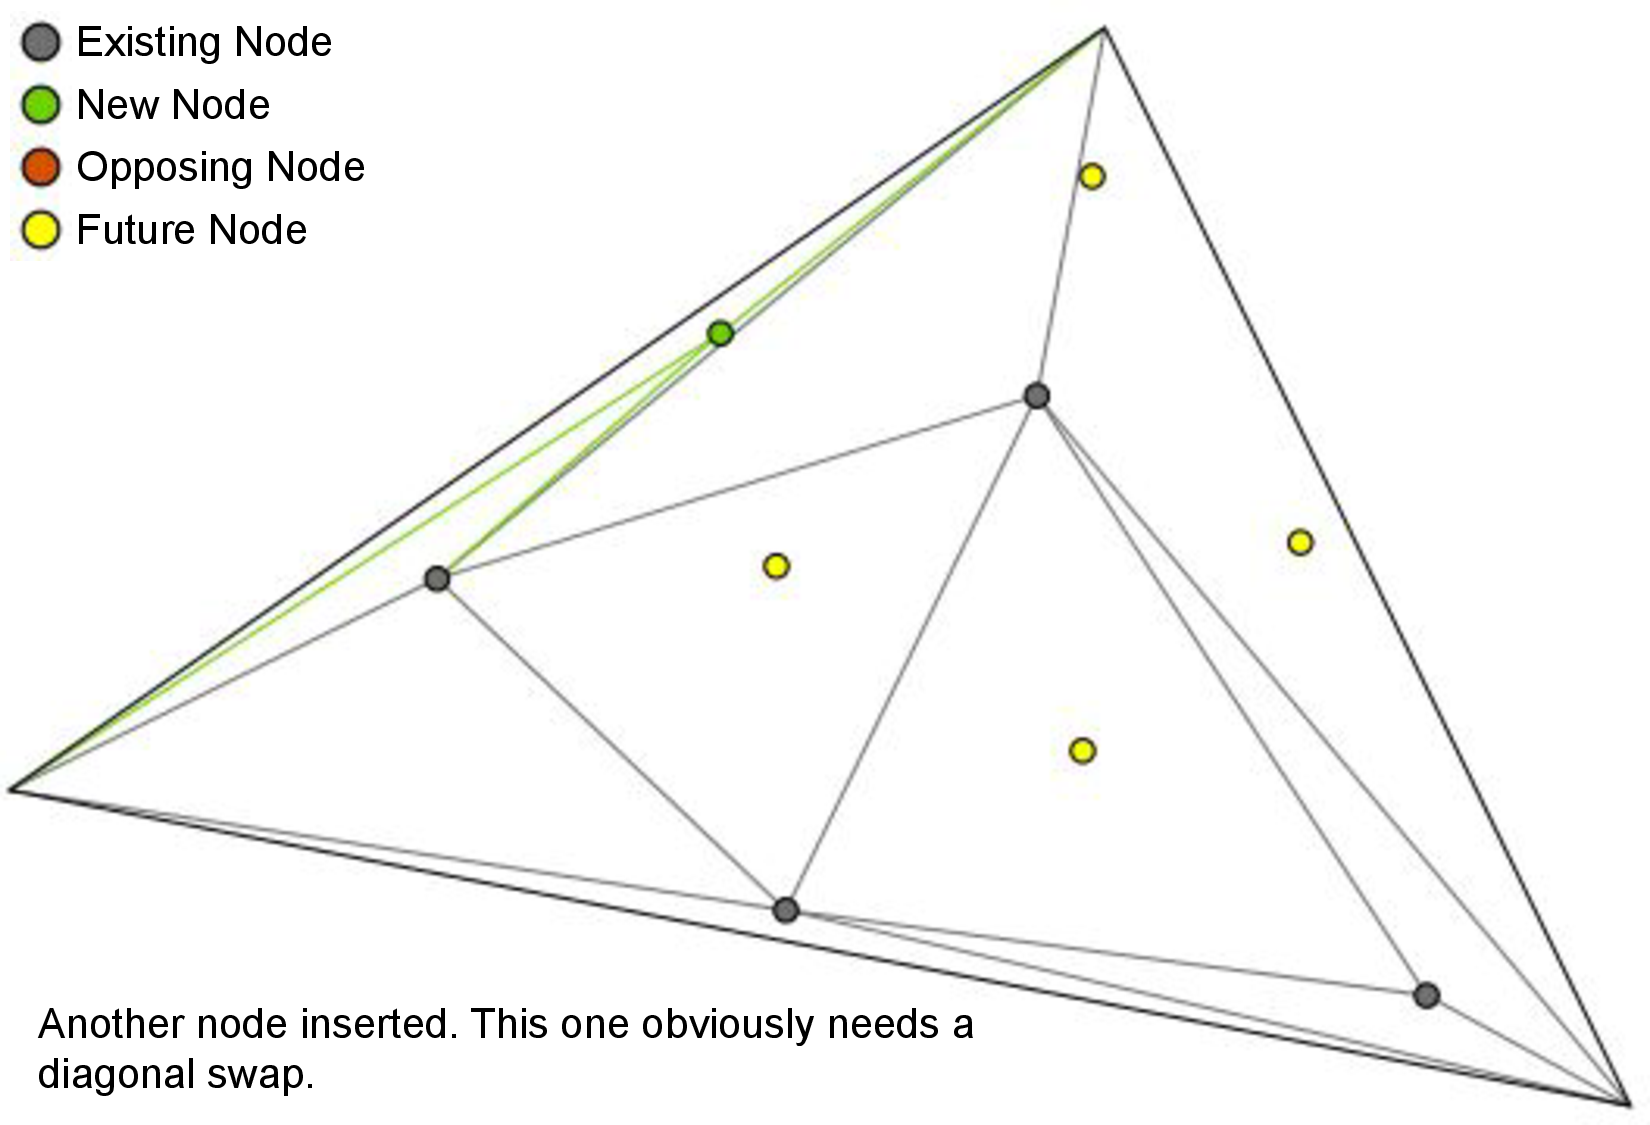 Existing Node
New Node
Opposing Node
Future Node
Another node inserted. This one obviously needs a
diagonal swap.